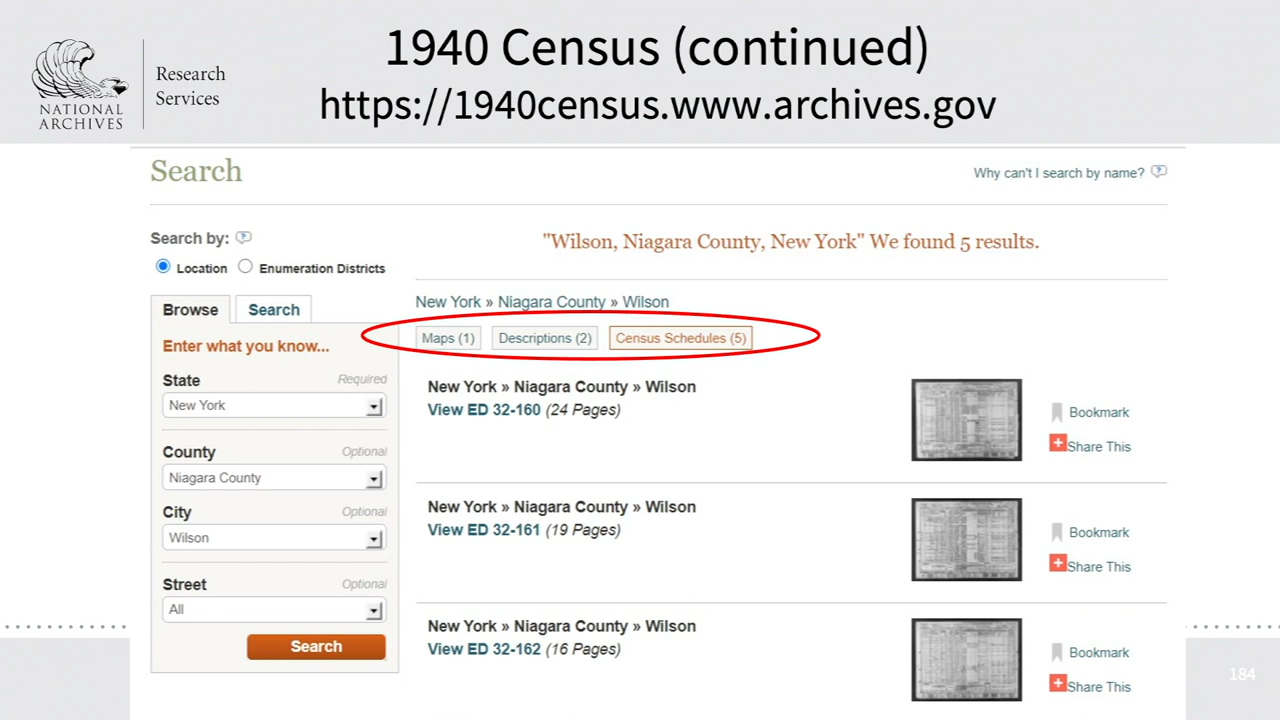 1940 Census (continued)
https://1940census.www.archives.gov
NATIONAL
ARCHIVES
Research
Services
Search
Why can't I search by name? ?
Search by: ?
Location Enumeration Districts
Browse Search
Enter what you know...
State Required
New York
County Optional
Niagara County
City Optional
Wilson
Street Optional
All
Search
"Wilson, Niagara County, New York" We found 5 results.
New York » Niagara County » Wilson
Maps (1) Descriptions (2) Census Schedules (5)
New York » Niagara County » Wilson
View ED 32-160 (24 Pages)
Bookmark
+ Share This
New York » Niagara County » Wilson
View ED 32-161 (19 Pages)
Bookmark
+ Share This
New York » Niagara County » Wilson
View ED 32-162 (16 Pages)
Bookmark
+ Share This
184